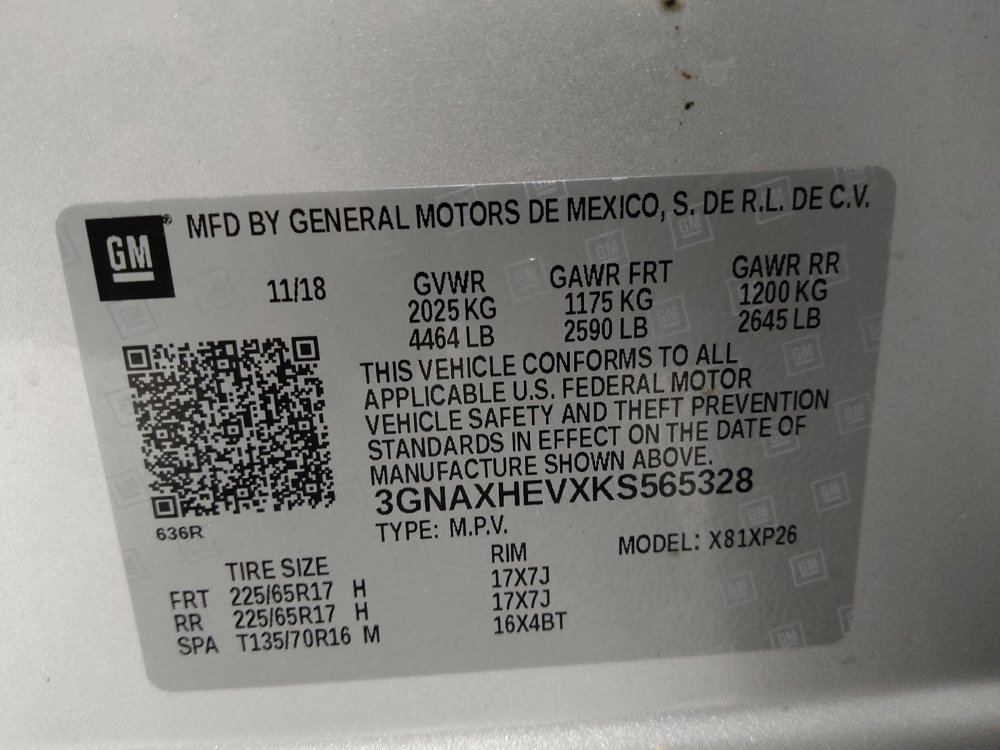 GM
MFD BY GENERAL MOTORS DE MEXICO, S. DE R.L. DE C.V.
11/18
GVWR
2025 KG
4464 LB
GAWR FRT
1175 KG
2590 LB
GAWR RR
1200 KG
2645 LB
THIS VEHICLE CONFORMS TO ALL
APPLICABLE U.S. FEDERAL MOTOR
VEHICLE SAFETY AND THEFT PREVENTION
STANDARDS IN EFFECT ON THE DATE OF
MANUFACTURE SHOWN ABOVE.
3GNAXHEVXKS565328
636R
TYPE: M.P.V.
MODEL: X81XP26
TIRE SIZE RIM
FRT 225/65R17 H 17X7J
RR 225/65R17 H 17X7J
SPA T135/70R16 M 16X4BT